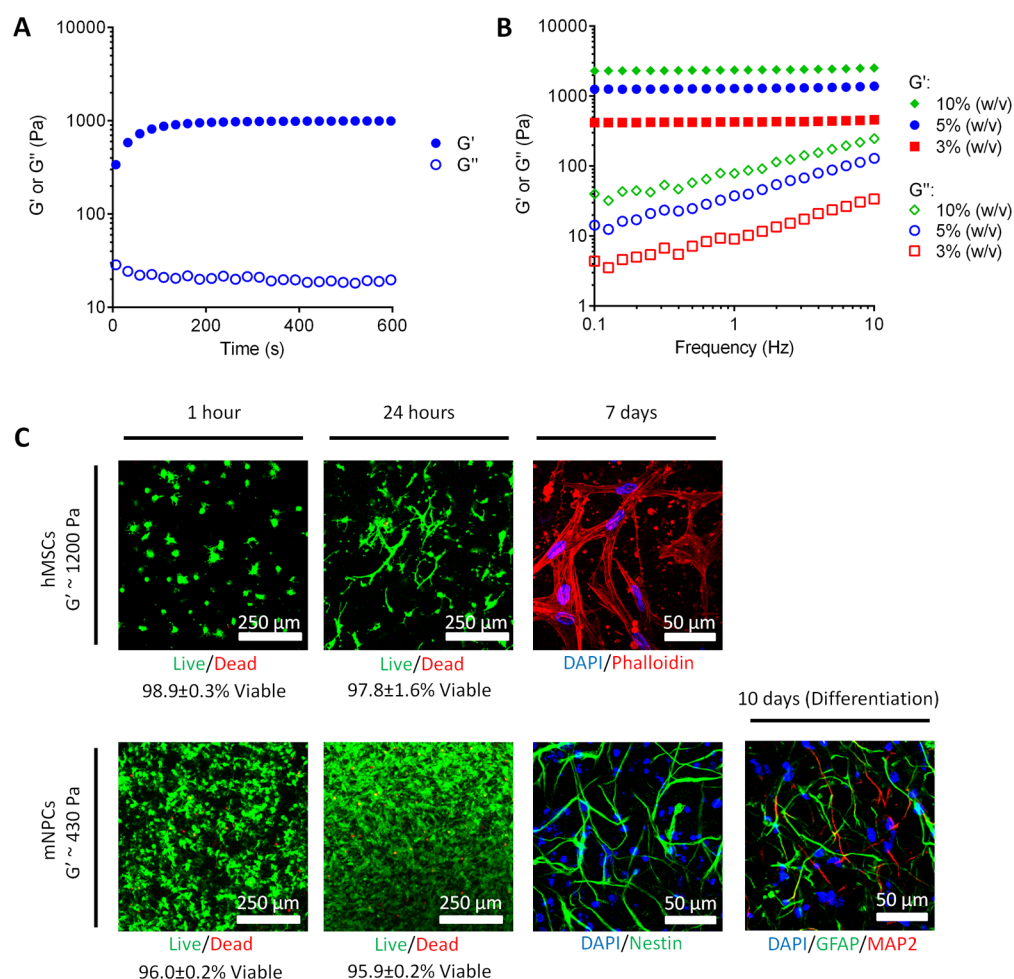 A
10000
1000
100
10
G' or G" (Pa)
0
200
400
600
Time (s)
G'
G"
B
10000
1000
100
10
1
G' or G" (Pa)
0.1
1
10
Frequency (Hz)
G':
10% (w/v)
5% (w/v)
3% (w/v)
G":
10% (w/v)
5% (w/v)
3% (w/v)
C
1 hour
24 hours
7 days
hMSCs
G’ ~ 1200 Pa
250 µm
250 µm
50 µm
Live/Dead
Live/Dead
DAPI/Phalloidin
98.9±0.3% Viable
97.8±1.6% Viable
10 days (Differentiation)
mNPCs
G’ ~ 430 Pa
250 µm
250 µm
50 µm
50 µm
Live/Dead
Live/Dead
DAPI/Nestin
DAPI/GFAP/MAP2
96.0±0.2% Viable
95.9±0.2% Viable